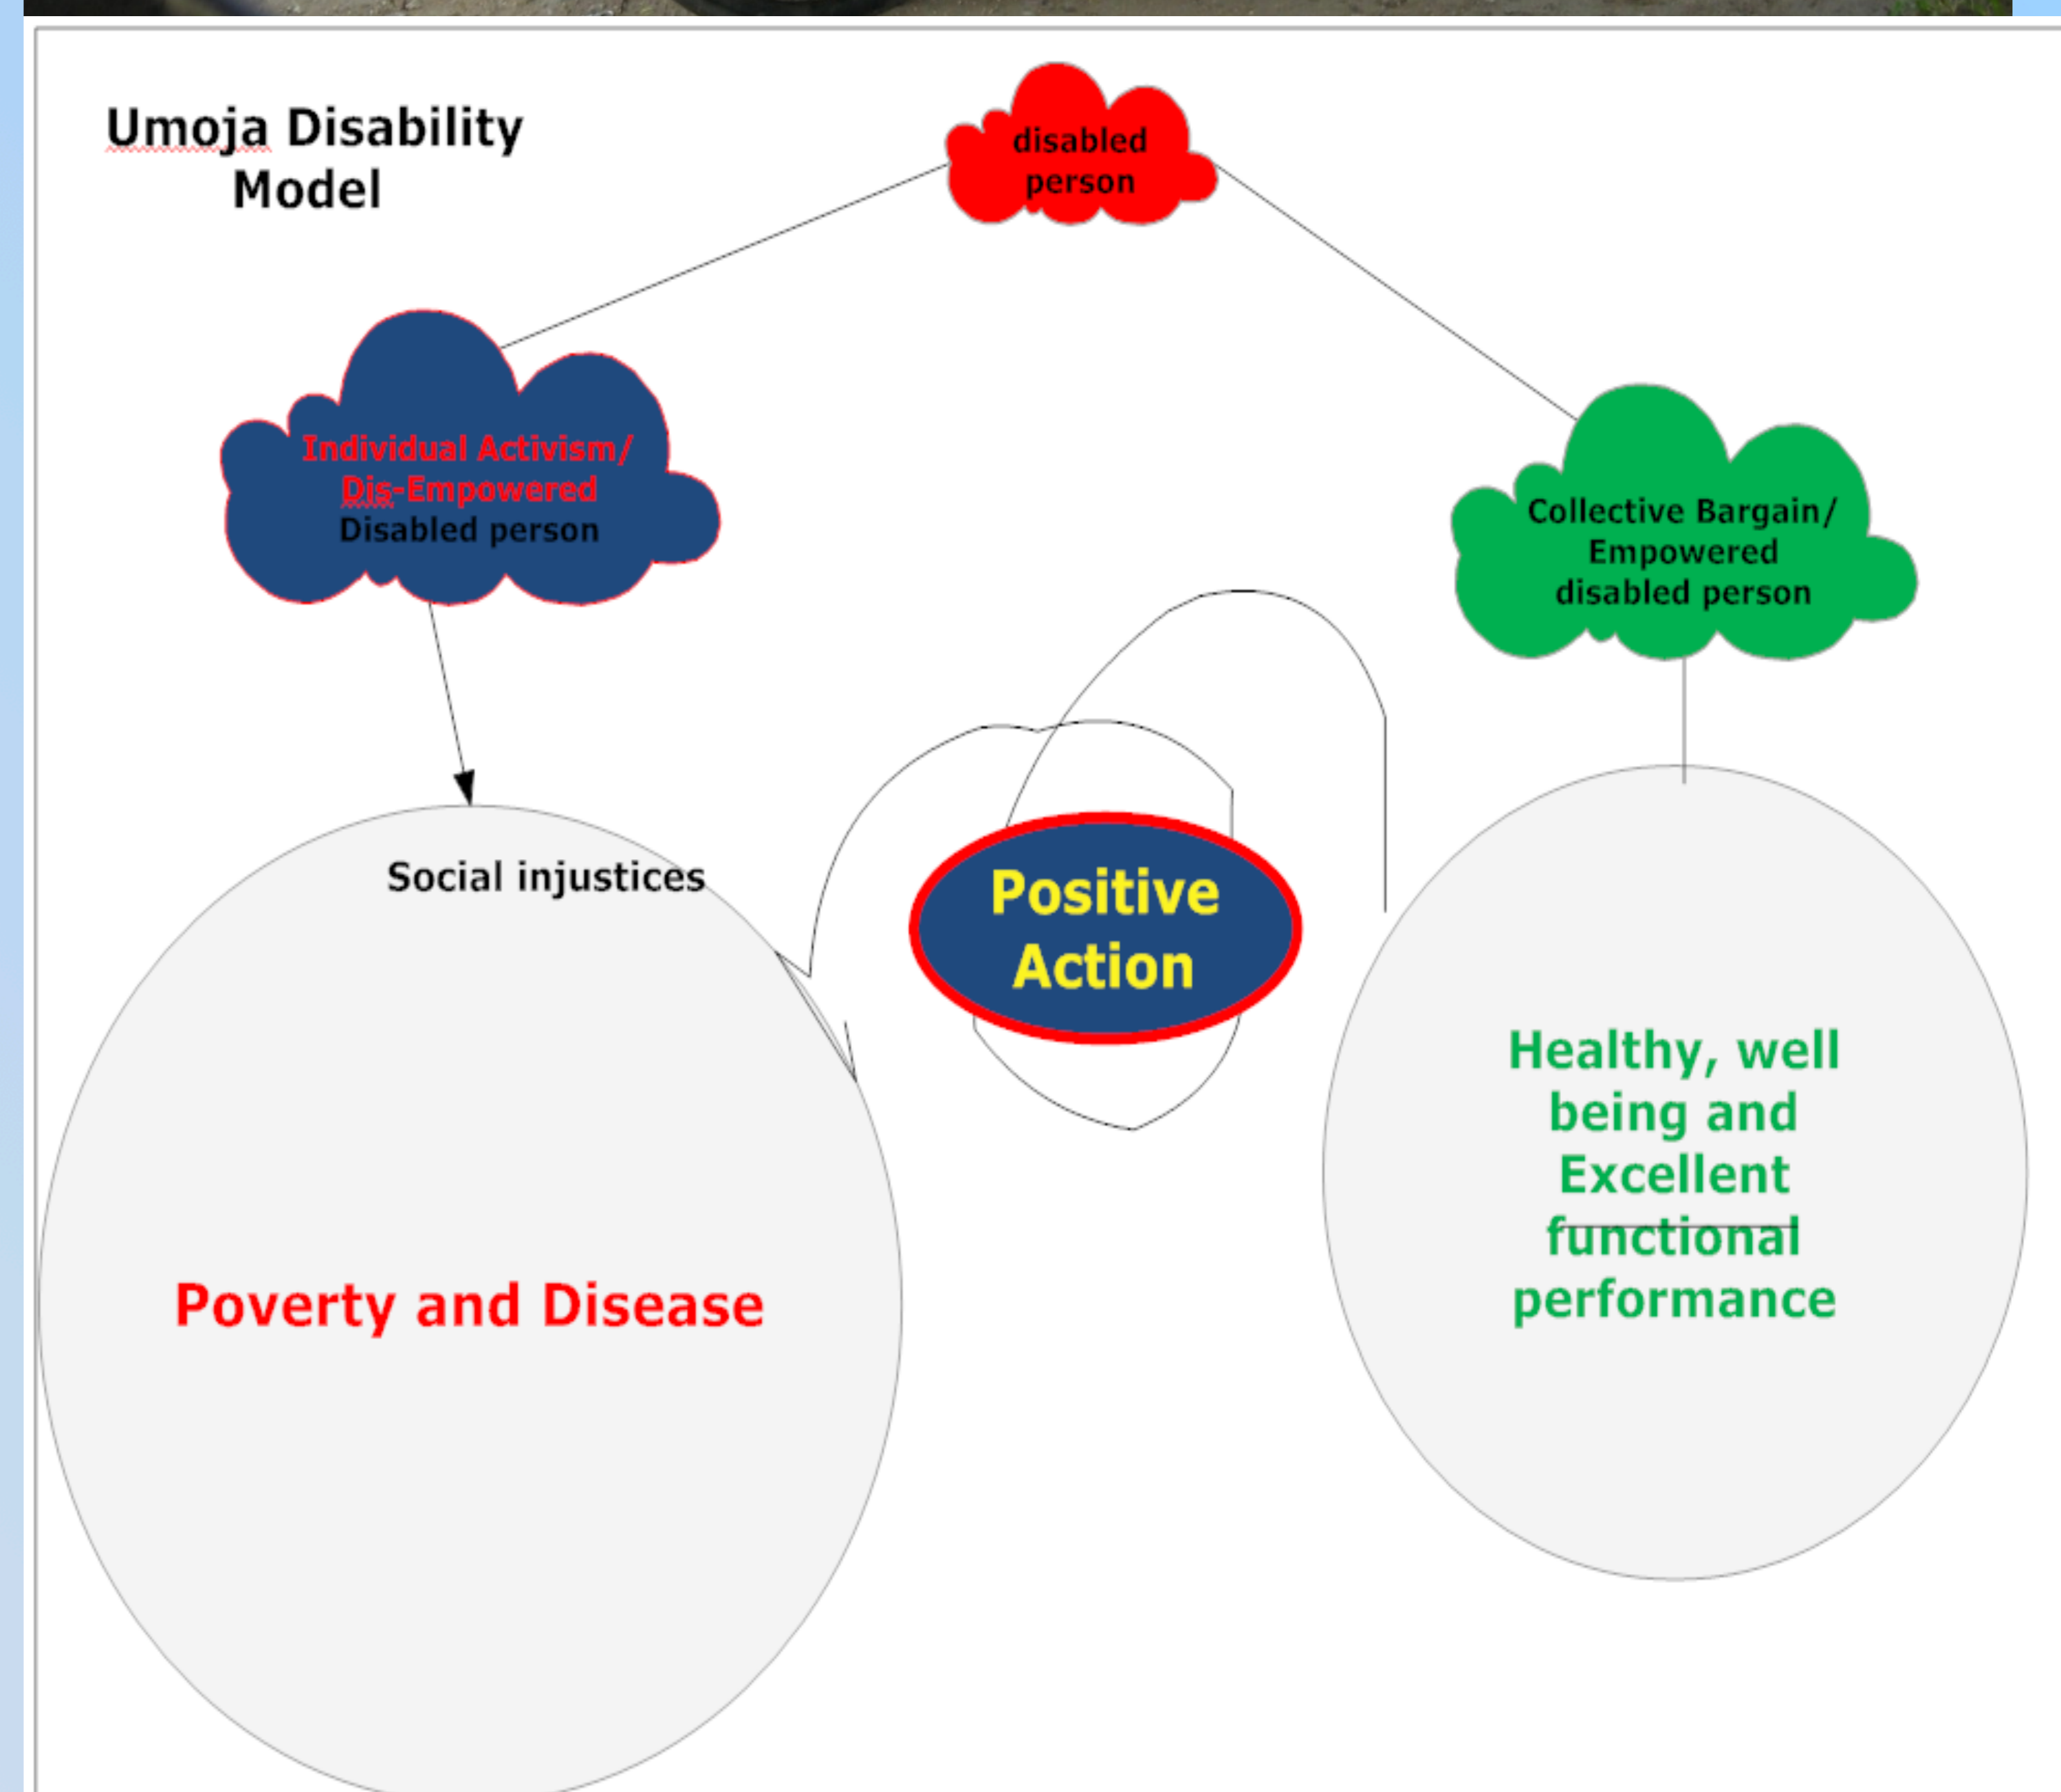 Umoja Disability
Model
disabled
person
Individual Activism/
Dis-Empowered
Disabled person
Collective Bargain/
Empowered
disabled person
Social injustices
Positive
Action
Poverty and Disease
Healthy, well
being and
Excellent
functional
performance